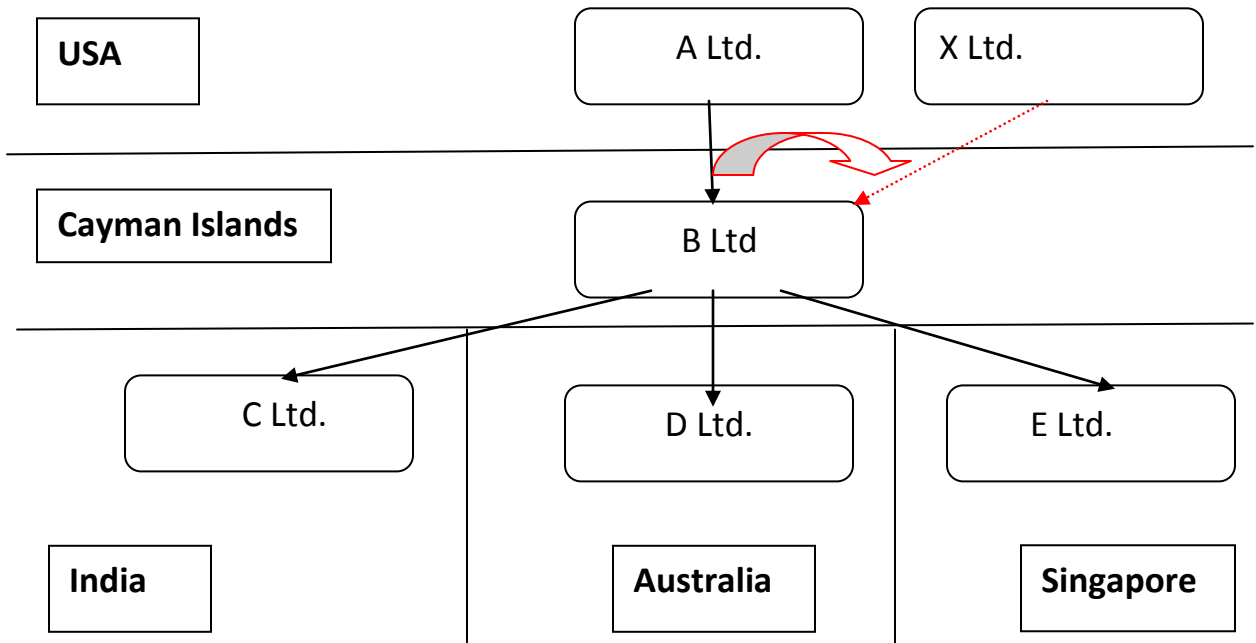 USA
A Ltd.
X Ltd.
Cayman Islands
B Ltd
C Ltd.
D Ltd.
E Ltd.
India
Australia
Singapore